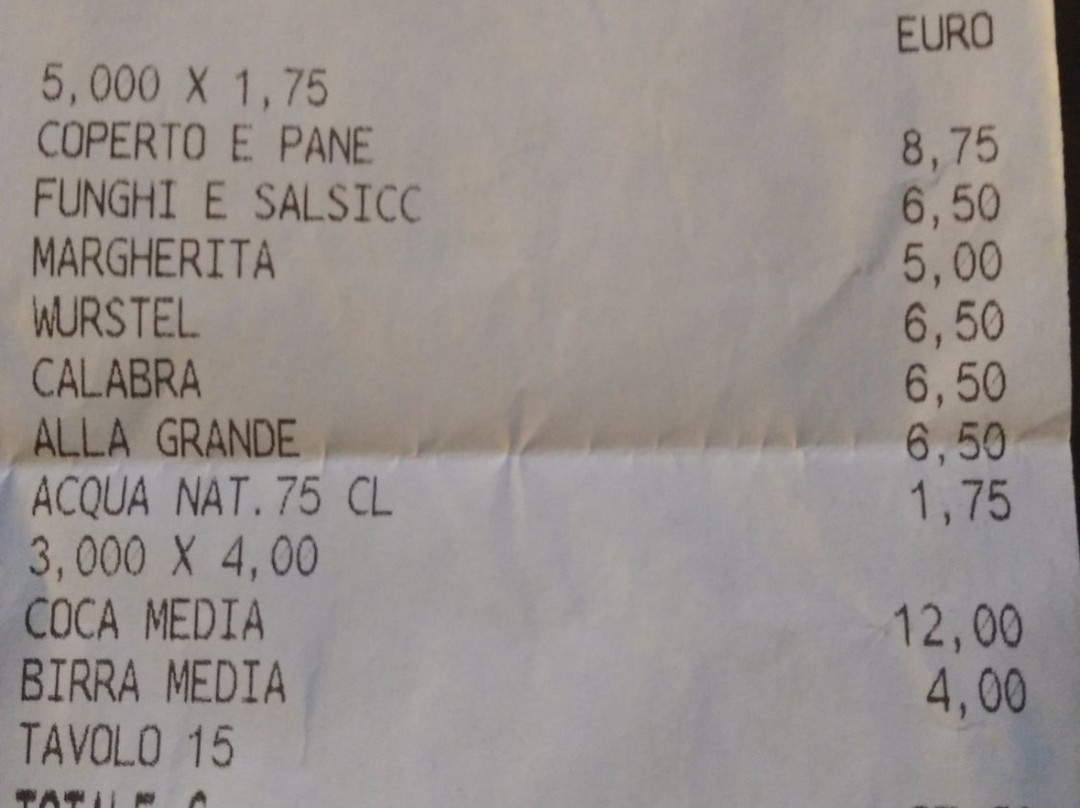 EURO
5,000 X 1,75
COPERTO E PANE 8,75
FUNGHI E SALSICC 6,50
MARGHERITA 5,00
WURSTEL 6,50
CALABRA 6,50
ALLA GRANDE 6,50
ACQUA NAT.75 CL 1,75
3,000 X 4,00
COCA MEDIA 12,00
BIRRA MEDIA 4,00
TAVOLO 15
TOTALE